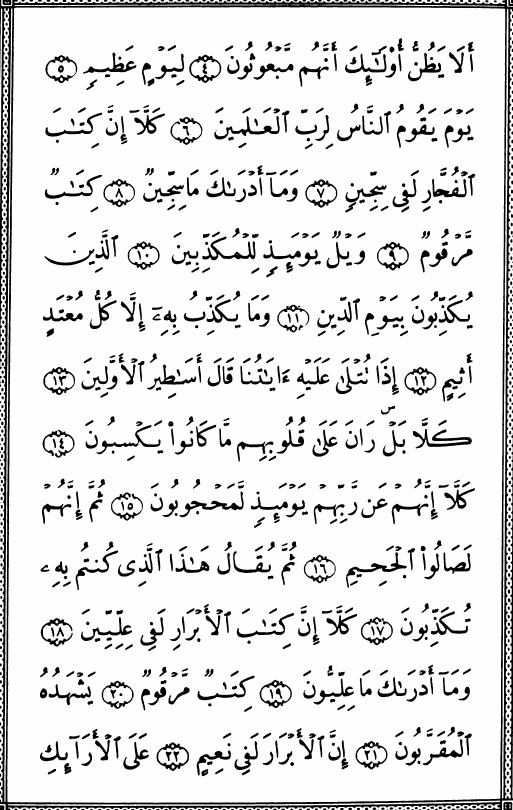 أَلَا يَظُنُّ أُو۟لَـٰٓئِكَ أَنَّهُم مَّبْعُوثُونَ ٤ لِيَوْمٍ عَظِيمٍ ٥
يَوْمَ يَقُومُ ٱلنَّاسُ لِرَبِّ ٱلْعَـٰلَمِينَ ٦ كَلَّآ إِنَّ كِتَـٰبَ
ٱلْفُجَّارِ لَفِى سِجِّينٍ ٧ وَمَآ أَدْرَىٰكَ مَا سِجِّينٌ ٨ كِتَـٰبٌ
مَّرْقُومٌ ٩ وَيْلٌ يَوْمَئِذٍ لِّلْمُكَذِّبِينَ ١٠ ٱلَّذِينَ
يُكَذِّبُونَ بِيَوْمِ ٱلدِّينِ ١١ وَمَا يُكَذِّبُ بِهِۦٓ إِلَّا كُلُّ مُعْتَدٍ
أَثِيمٍ ١٢ إِذَا تُتْلَىٰ عَلَيْهِ ءَايَـٰتُنَا قَالَ أَسَـٰطِيرُ ٱلْأَوَّلِينَ ١٣
كَلَّا بَلْ ۜ رَانَ عَلَىٰ قُلُوبِهِم مَّا كَانُوا۟ يَكْسِبُونَ ١٤
كَلَّآ إِنَّهُمْ عَن رَّبِّهِمْ يَوْمَئِذٍ لَّمَحْجُوبُونَ ١٥ ثُمَّ إِنَّهُمْ
لَصَالُوا۟ ٱلْجَحِيمِ ١٦ ثُمَّ يُقَالُ هَـٰذَا ٱلَّذِى كُنتُم بِهِۦ
تُكَذِّبُونَ ١٧ كَلَّآ إِنَّ كِتَـٰبَ ٱلْأَبْرَارِ لَفِى عِلِّيِّينَ ١٨
وَمَآ أَدْرَىٰكَ مَا عِلِّيُّونَ ١٩ كِتَـٰبٌ مَّرْقُومٌ ٢٠ يَشْهَدُهُ
ٱلْمُقَرَّبُونَ ٢١ إِنَّ ٱلْأَبْرَارَ لَفِى نَعِيمٍ ٢٢ عَلَى ٱلْأَرَآئِكِ